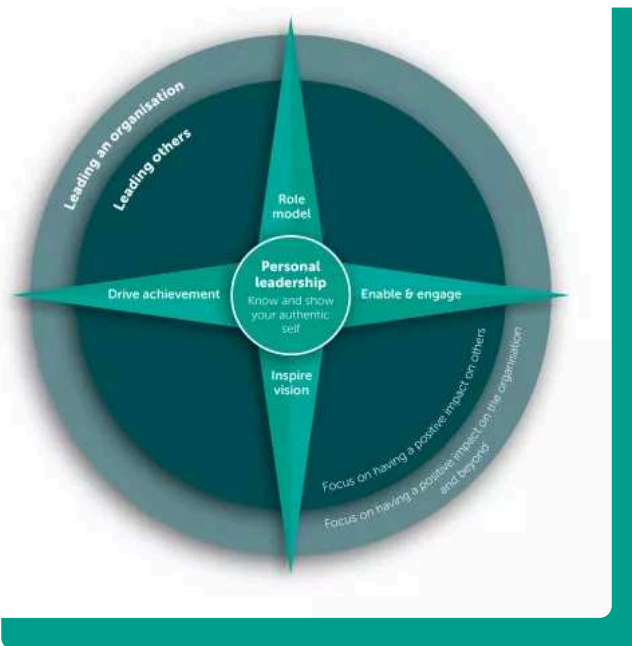 Leading an organisation
Leading others
Role
model
Personal
leadership
Know and show
your authentic
self
Drive achievement
Enable & engage
Inspire
vision
Focus on having a positive impact on others
Focus on having a positive impact on the organisation
and beyond